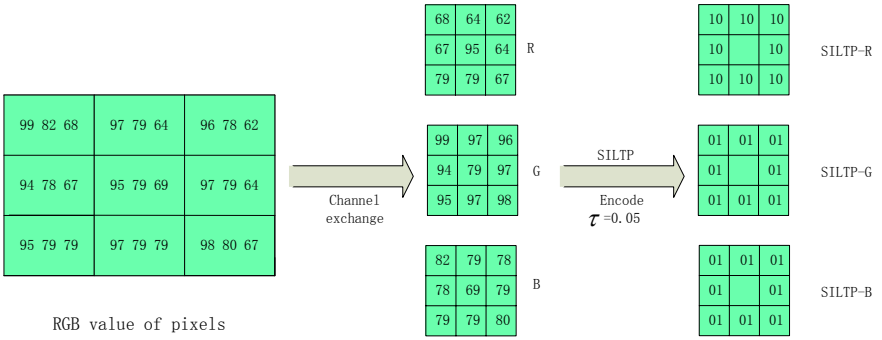 99 82 68 97 79 64 96 78 62
94 78 67 95 79 69 97 79 64
95 79 79 97 79 79 98 80 67
RGB value of pixels
Channel
exchange
68 64 62
67 95 64
79 79 67
R
99 97 96
94 79 97
95 97 98
G
82 79 78
78 69 79
79 79 80
B
SILTP
Encode
τ=0.05
10 10 10
10 10
10 10 10
SILTP-R
01 01 01
01 01
01 01 01
SILTP-G
01 01 01
01 01
01 01 01
SILTP-B